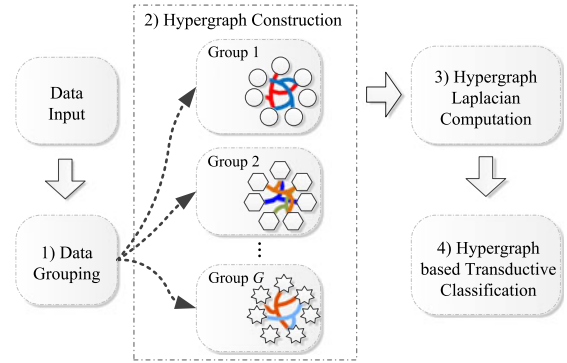 Data
Input
1) Data
Grouping
2) Hypergraph Construction
Group 1
Group 2
Group G
3) Hypergraph
Laplacian
Computation
4) Hypergraph
based Transductive
Classification